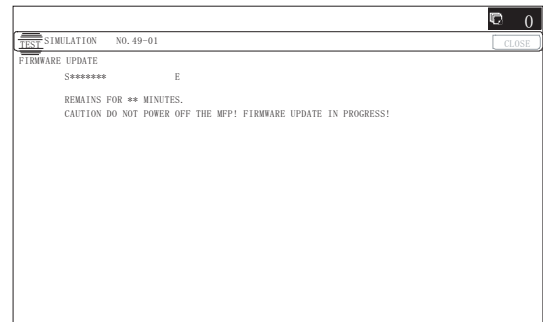 0
TEST SIMULATION NO.49-01 CLOSE
FIRMWARE UPDATE
S******* E
REMAINS FOR ** MINUTES.
CAUTION DO NOT POWER OFF THE MFP! FIRMWARE UPDATE IN PROGRESS!